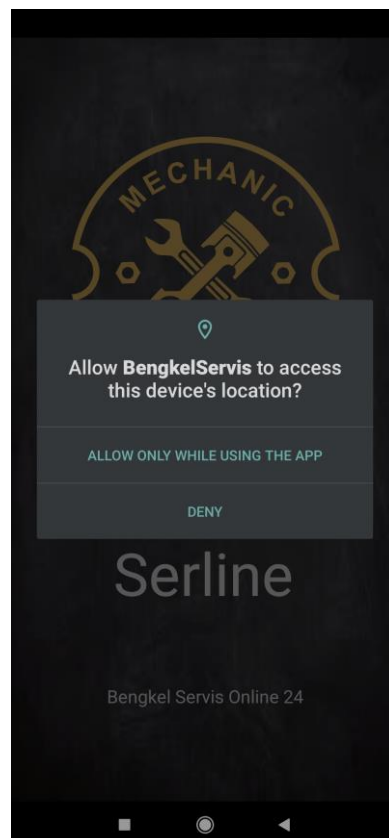 MECHANIC
Allow BengkelServis to access
this device's location?
ALLOW ONLY WHILE USING THE APP
DENY
Serline
Bengkel Servis Online 24